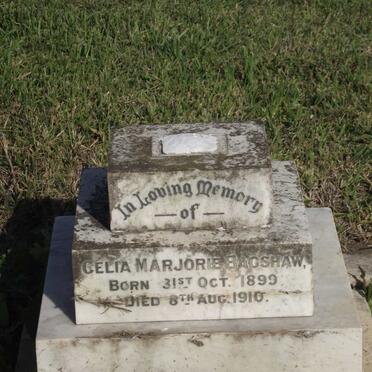 In Loving Memory
of
CELIA MARJORIE BAGSHAW,
BORN 31ST OCT. 1899
DIED 8TH AUG. 1910.